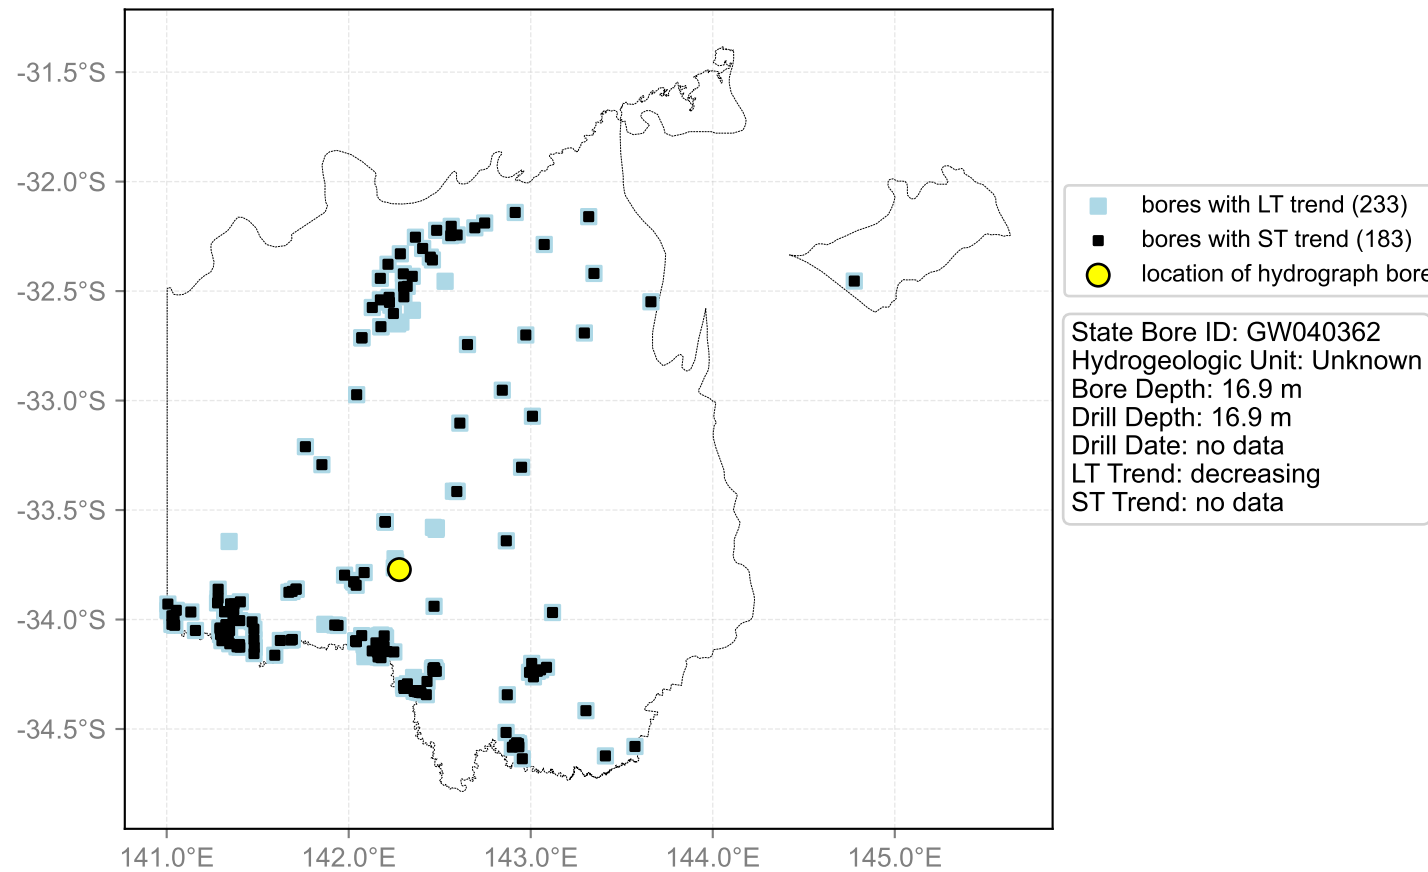 -31.5°S
-32.0°S
-32.5°S
-33.0°S
-33.5°S
-34.0°S
-34.5°S
141.0°E 142.0°E 143.0°E 144.0°E 145.0°E
bores with LT trend (233)
bores with ST trend (183)
location of hydrograph bore
State Bore ID: GW040362
Hydrogeologic Unit: Unknown
Bore Depth: 16.9 m
Drill Depth: 16.9 m
Drill Date: no data
LT Trend: decreasing
ST Trend: no data